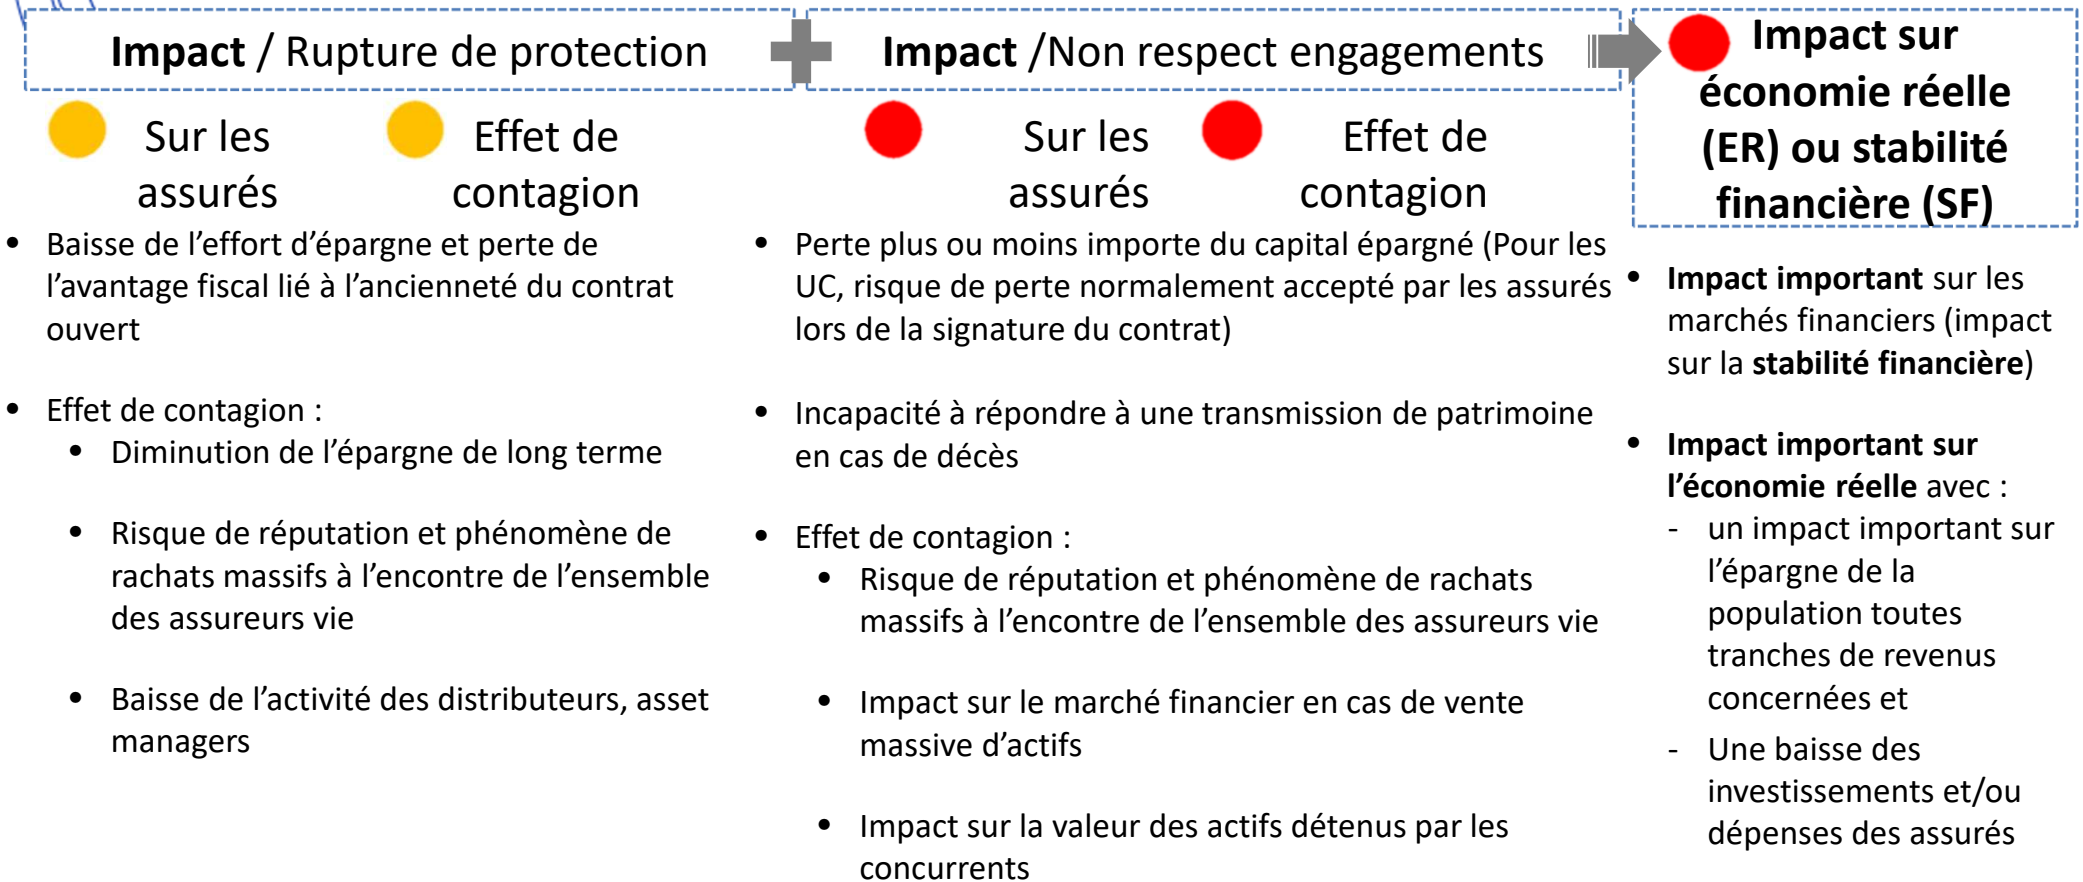 Impact / Rupture de protection
Sur les
assurés
Effet de
contagion
• Baisse de l’effort d’épargne et perte de
l’avantage fiscal lié à l’ancienneté du contrat
ouvert
• Effet de contagion :
• Diminution de l’épargne de long terme
• Risque de réputation et phénomène de
rachats massifs à l’encontre de l’ensemble
des assureurs vie
• Baisse de l’activité des distributeurs, asset
managers
Impact /Non respect engagements
Sur les
assurés
Effet de
contagion
• Perte plus ou moins importe du capital épargné (Pour les
UC, risque de perte normalement accepté par les assurés
lors de la signature du contrat)
• Incapacité à répondre à une transmission de patrimoine
en cas de décès
• Effet de contagion :
• Risque de réputation et phénomène de rachats
massifs à l’encontre de l’ensemble des assureurs vie
• Impact sur le marché financier en cas de vente
massive d’actifs
• Impact sur la valeur des actifs détenus par les
concurrents
Impact sur
économie réelle
(ER) ou stabilité
financière (SF)
• Impact important sur les
marchés financiers (impact
sur la stabilité financière)
• Impact important sur
l’économie réelle avec :
- un impact important sur
l’épargne de la
population toutes
tranches de revenus
concernées et
- Une baisse des
investissements et/ou
dépenses des assurés